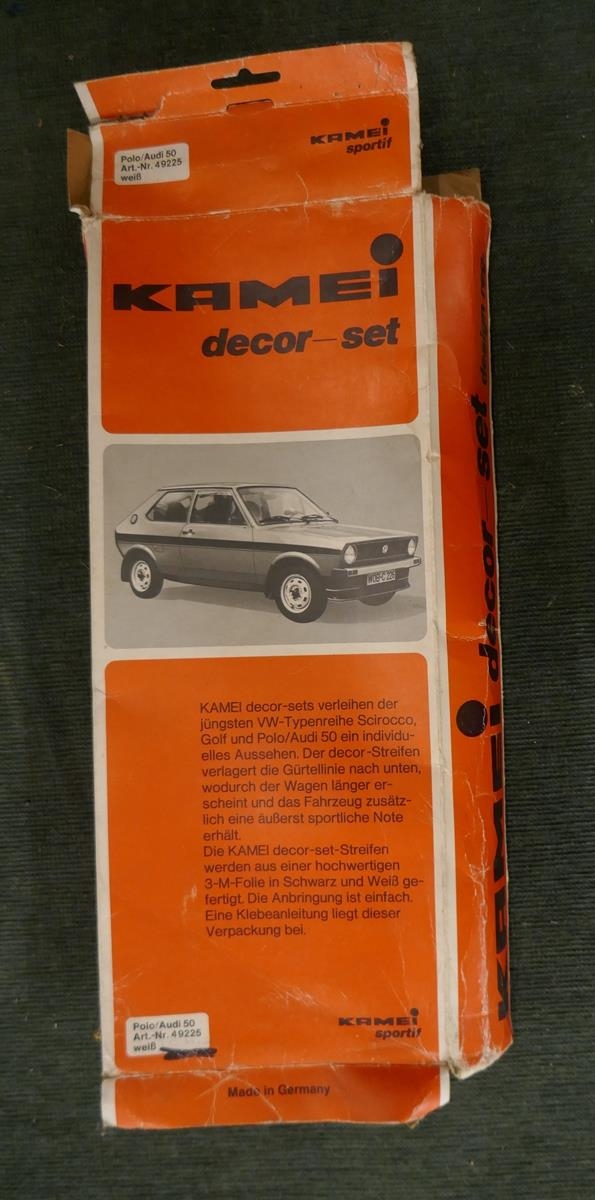 Polo/Audi 50
Art.-Nr. 49225
weiß
KAMEI
sportif
KAMEI
decor-set
WOB-C 226
KAMEI decor-sets verleihen der
jüngsten VW-Typenreihe Scirocco,
Golf und Polo/Audi 50 ein individu-
elles Aussehen. Der decor-Streifen
verlagert die Gürtellinie nach unten,
wodurch der Wagen länger er-
scheint und das Fahrzeug zusätz-
lich eine äußerst sportliche Note
erhält.
Die KAMEI decor-set-Streifen
werden aus einer hochwertigen
3-M-Folie in Schwarz und Weiß ge-
fertigt. Die Anbringung ist einfach.
Eine Klebeanleitung liegt dieser
Verpackung bei.
Polo/Audi 50
Art.-Nr. 49225
weiß
KAMEI
sportif
Made in Germany
KAMEI decor-set